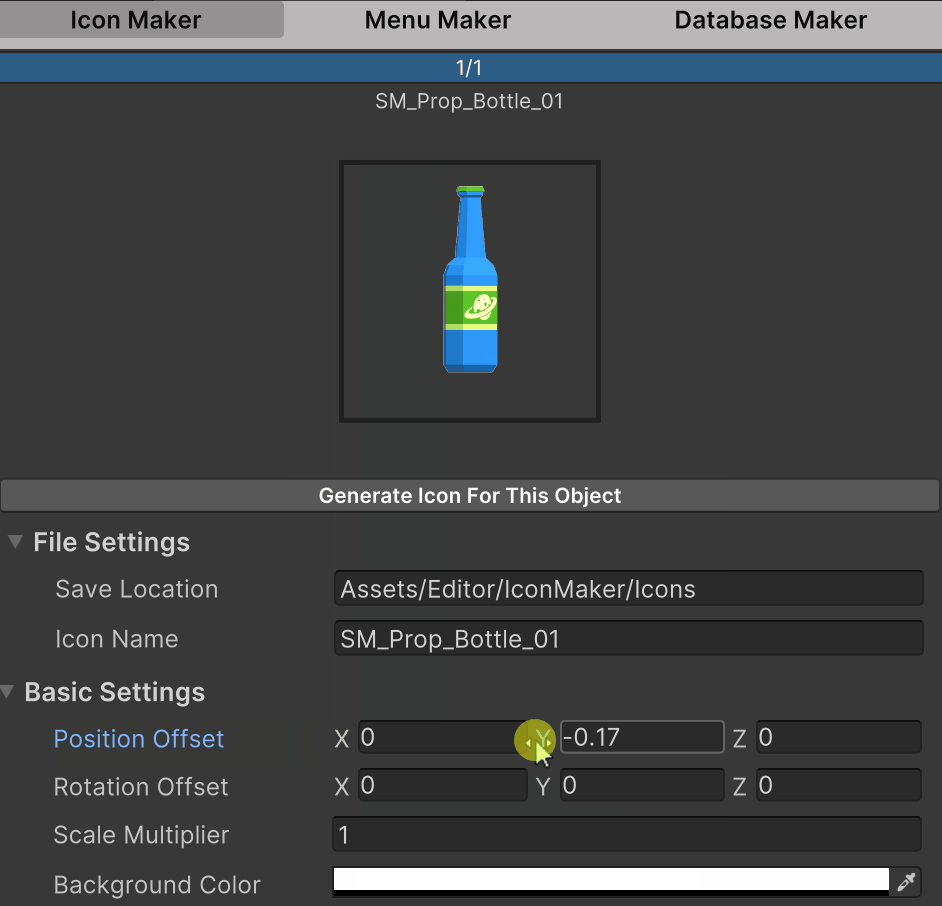 Icon Maker Menu Maker Database Maker
1/1
SM_Prop_Bottle_01
Generate Icon For This Object
File Settings
Save Location Assets/Editor/IconMaker/Icons
Icon Name SM_Prop_Bottle_01
Basic Settings
Position Offset X 0 Y -0.17 Z 0
Rotation Offset X 0 Y 0 Z 0
Scale Multiplier 1
Background Color